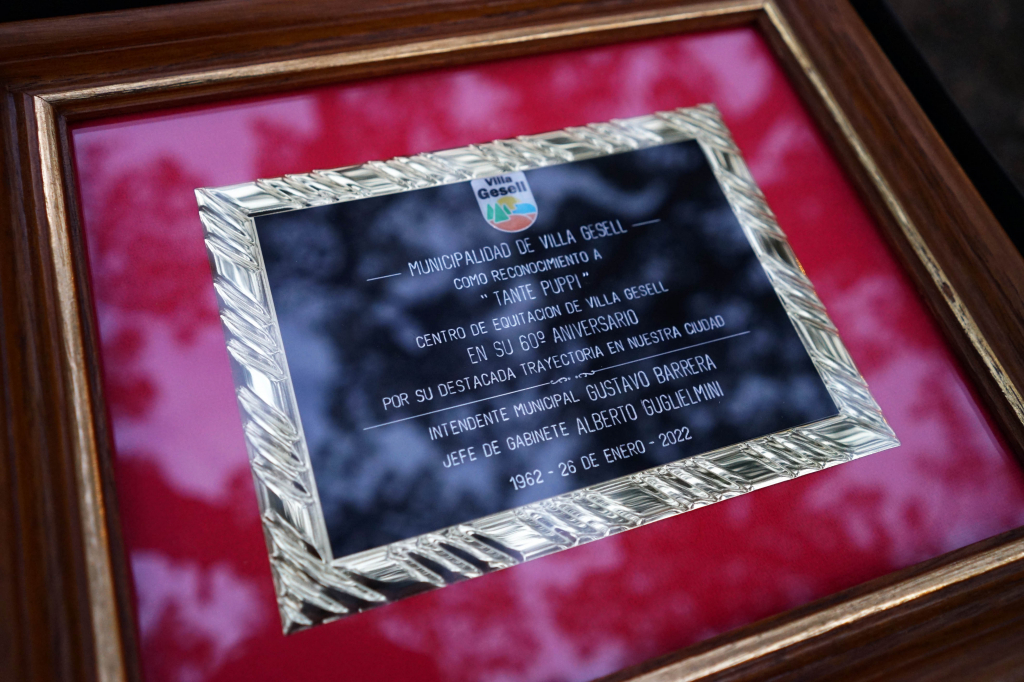 Villa
Gesell
MUNICIPALIDAD DE VILLA GESELL
COMO RECONOCIMIENTO A
"TANTE PUPPI"
CENTRO DE EQUITACION DE VILLA GESELL
EN SU 60º ANIVERSARIO
POR SU DESTACADA TRAYECTORIA EN NUESTRA CIUDAD
INTENDENTE MUNICIPAL GUSTAVO BARRERA
JEFE DE GABINETE ALBERTO GUGLIELMINI
1962 - 26 DE ENERO - 2022